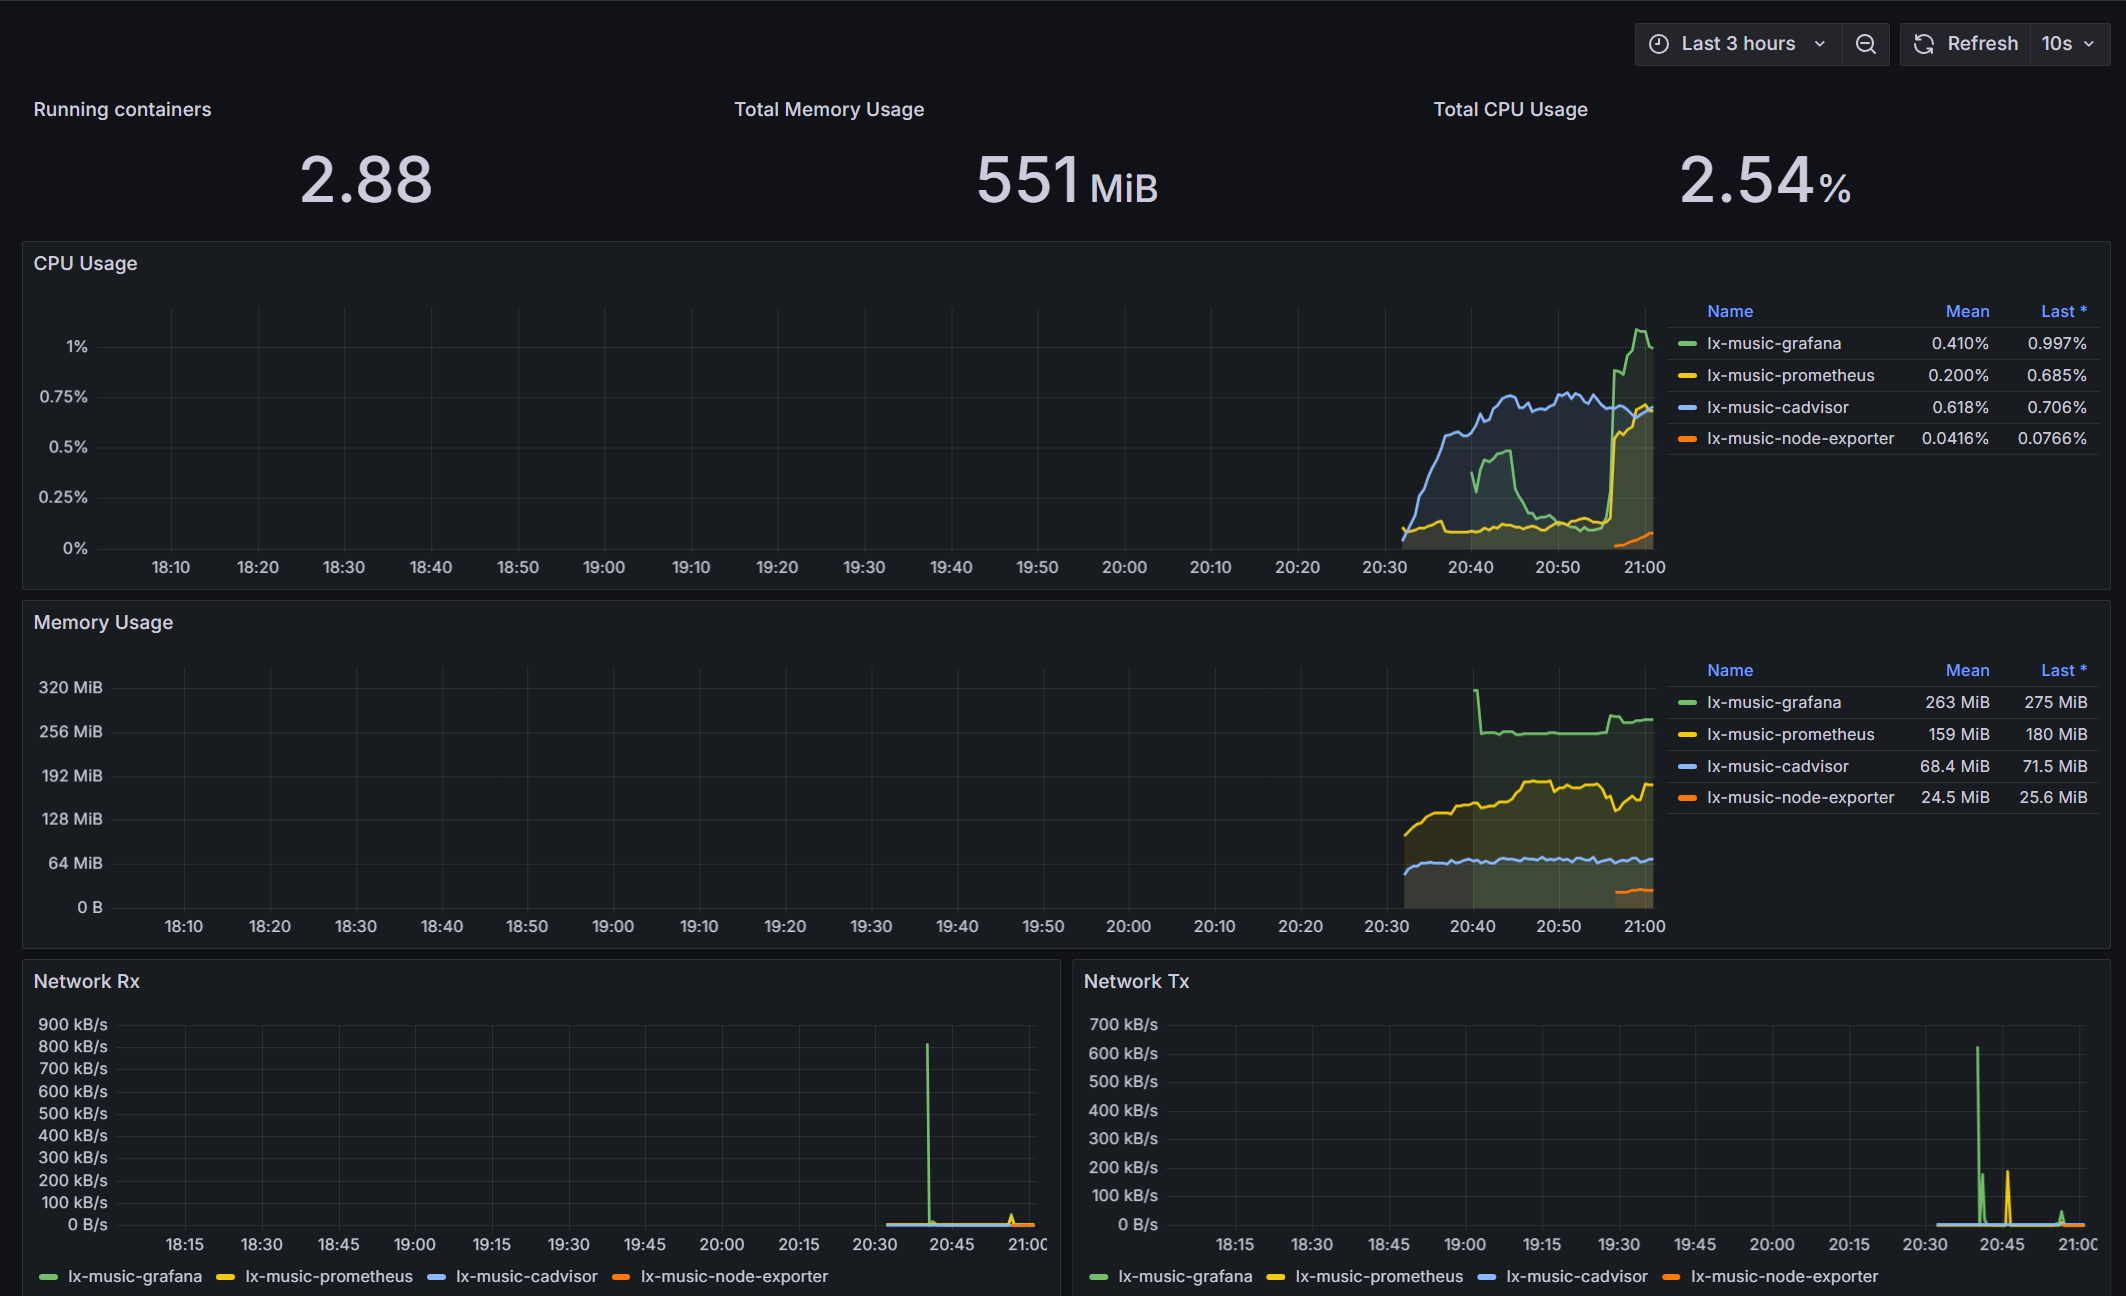 Last 3 hours Refresh 10s
Running containers Total Memory Usage Total CPU Usage
2.88 551 MiB 2.54%
CPU Usage
1%
0.75%
0.5%
0.25%
0%
18:10 18:20 18:30 18:40 18:50 19:00 19:10 19:20 19:30 19:40 19:50 20:00 20:10 20:20 20:30 20:40 20:50 21:00
Name Mean Last *
lx-music-grafana 0.410% 0.997%
lx-music-prometheus 0.200% 0.685%
lx-music-cadvisor 0.618% 0.706%
lx-music-node-exporter 0.0416% 0.0766%
Memory Usage
320 MiB
256 MiB
192 MiB
128 MiB
64 MiB
0 B
18:10 18:20 18:30 18:40 18:50 19:00 19:10 19:20 19:30 19:40 19:50 20:00 20:10 20:20 20:30 20:40 20:50 21:00
Name Mean Last *
lx-music-grafana 263 MiB 275 MiB
lx-music-prometheus 159 MiB 180 MiB
lx-music-cadvisor 68.4 MiB 71.5 MiB
lx-music-node-exporter 24.5 MiB 25.6 MiB
Network Rx
900 kB/s
800 kB/s
700 kB/s
600 kB/s
500 kB/s
400 kB/s
300 kB/s
200 kB/s
100 kB/s
0 B/s
18:15 18:30 18:45 19:00 19:15 19:30 19:45 20:00 20:15 20:30 20:45 21:00
lx-music-grafana lx-music-prometheus lx-music-cadvisor lx-music-node-exporter
Network Tx
700 kB/s
600 kB/s
500 kB/s
400 kB/s
300 kB/s
200 kB/s
100 kB/s
0 B/s
18:15 18:30 18:45 19:00 19:15 19:30 19:45 20:00 20:15 20:30 20:45 21:00
lx-music-grafana lx-music-prometheus lx-music-cadvisor lx-music-node-exporter